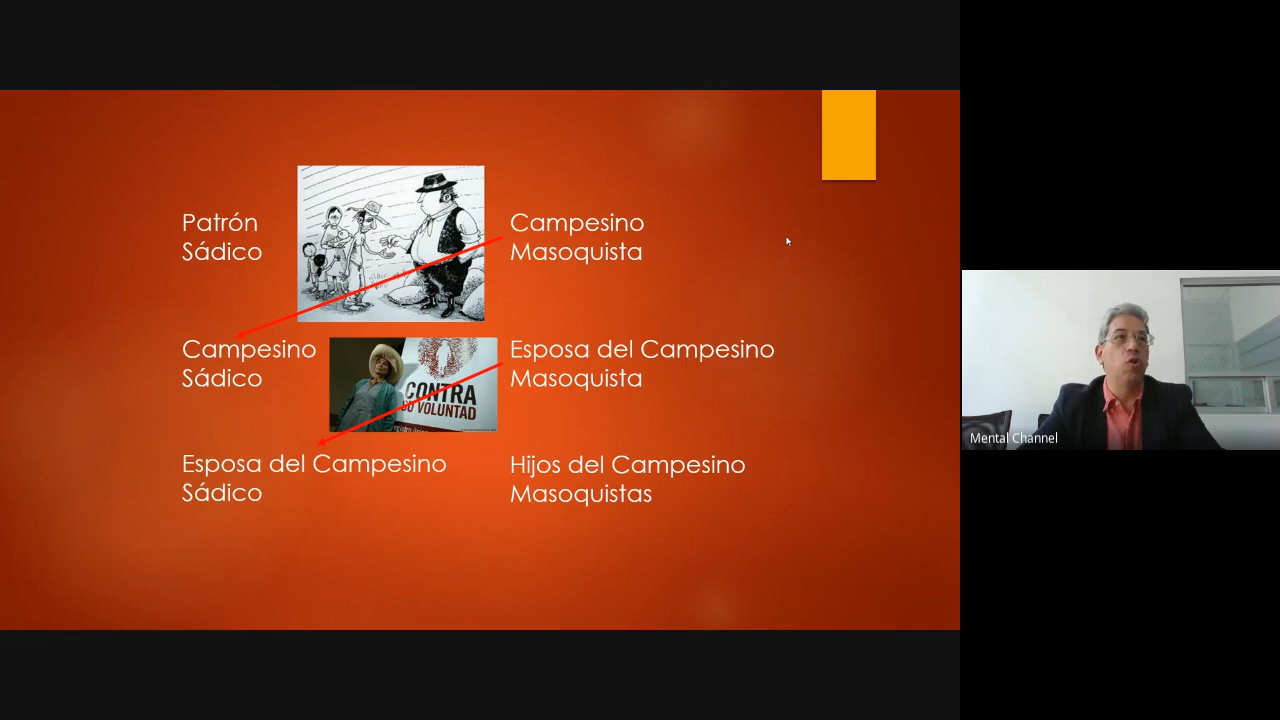 Patrón
Sádico
Campesino
Masoquista
Campesino
Sádico
CONTRA
SU VOLUNTAD
Esposa del Campesino
Masoquista
Esposa del Campesino
Sádico
Hijos del Campesino
Masoquistas
Mental Channel